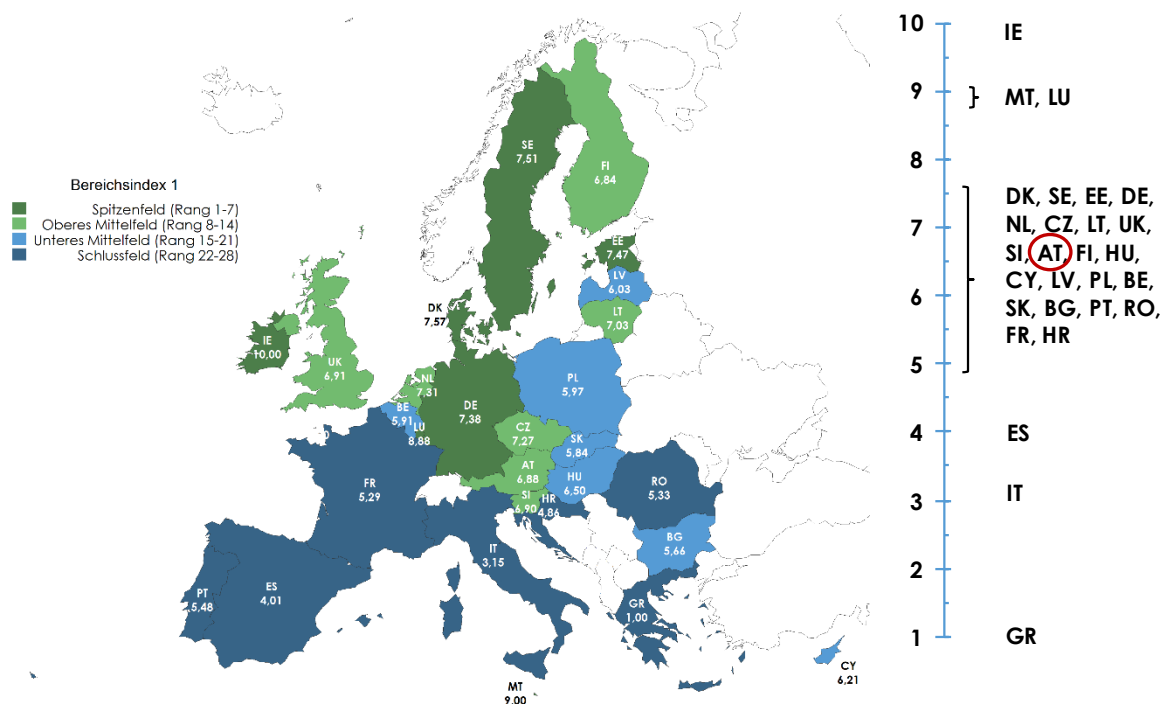 Bereichsindex 1
Spitzenfeld (Rang 1-7)
Oberes Mittelfeld (Rang 8-14)
Unteres Mittelfeld (Rang 15-21)
Schlussfeld (Rang 22-28)
SE
7,51
FI
6,84
EE
7,47
LV
6,03
LT
7,03
DK
7,57
IE
10,00
UK
6,91
NL
7,31
BE
5,91
LU
8,88
DE
7,38
PL
5,97
CZ
7,27
SK
5,84
AT
6,88
HU
6,50
SI
6,90
HR
4,86
RO
5,33
FR
5,29
IT
3,15
BG
5,66
PT
5,48
ES
4,01
GR
1,00
MT
9,00
CY
6,21
10
9
8
7
6
5
4
3
2
1
IE
MT, LU
DK, SE, EE, DE,
NL, CZ, LT, UK,
SI, AT, FI, HU,
CY, LV, PL, BE,
SK, BG, PT, RO,
FR, HR
ES
IT
GR